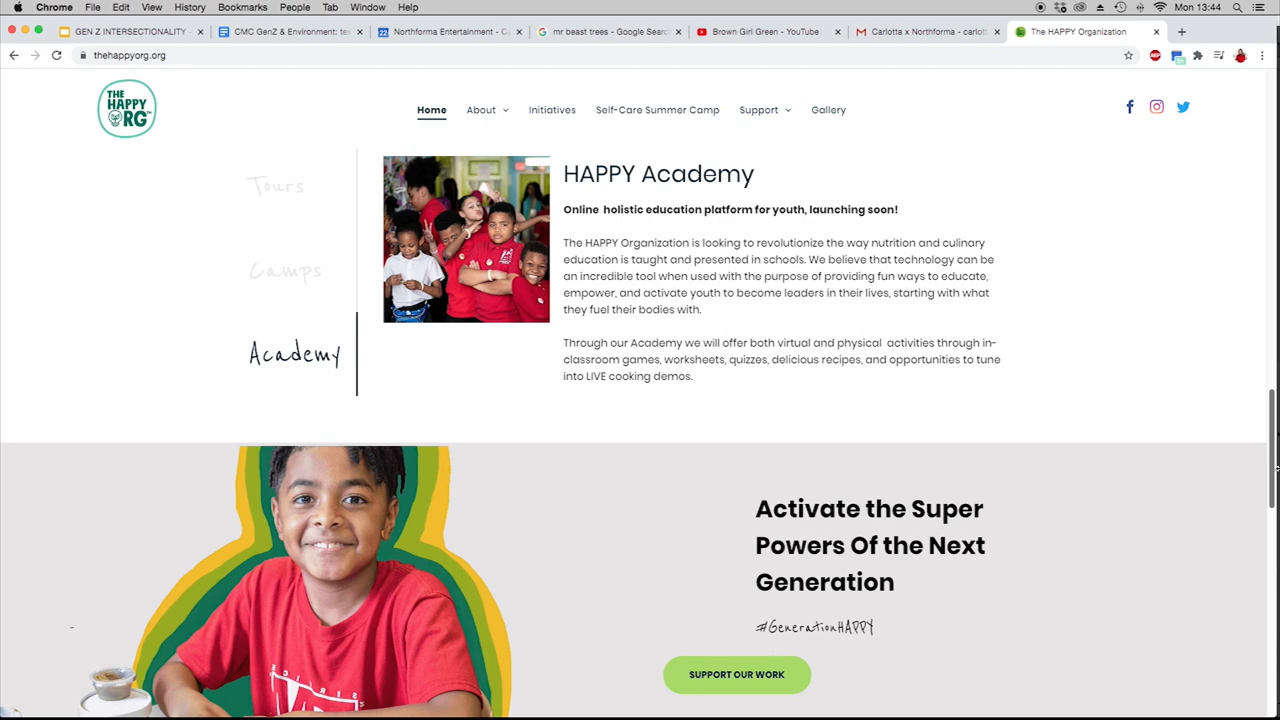 Chrome File Edit View History Bookmarks People Tab Window Help
Mon 13:44
GEN Z INTERSECTIONALITY
CMC GenZ & Environment: te
Northforma Entertainment - C
mr beast trees - Google Sear
Brown Girl Green - YouTube
Carlotta x Northforma - carlott
The HAPPY Organization
thehappyorg.org
THE
HAPPY
ORG
Home About Initiatives Self-Care Summer Camp Support Gallery
Tours
Camps
Academy
HAPPY Academy
Online holistic education platform for youth, launching soon!
The HAPPY Organization is looking to revolutionize the way nutrition and culinary
education is taught and presented in schools. We believe that technology can be
an incredible tool when used with the purpose of providing fun ways to educate,
empower, and activate youth to become leaders in their lives, starting with what
they fuel their bodies with.
Through our Academy we will offer both virtual and physical activities through in-
classroom games, worksheets, quizzes, delicious recipes, and opportunities to tune
into LIVE cooking demos.
Activate the Super
Powers Of the Next
Generation
#GenerationHAPPY
SUPPORT OUR WORK